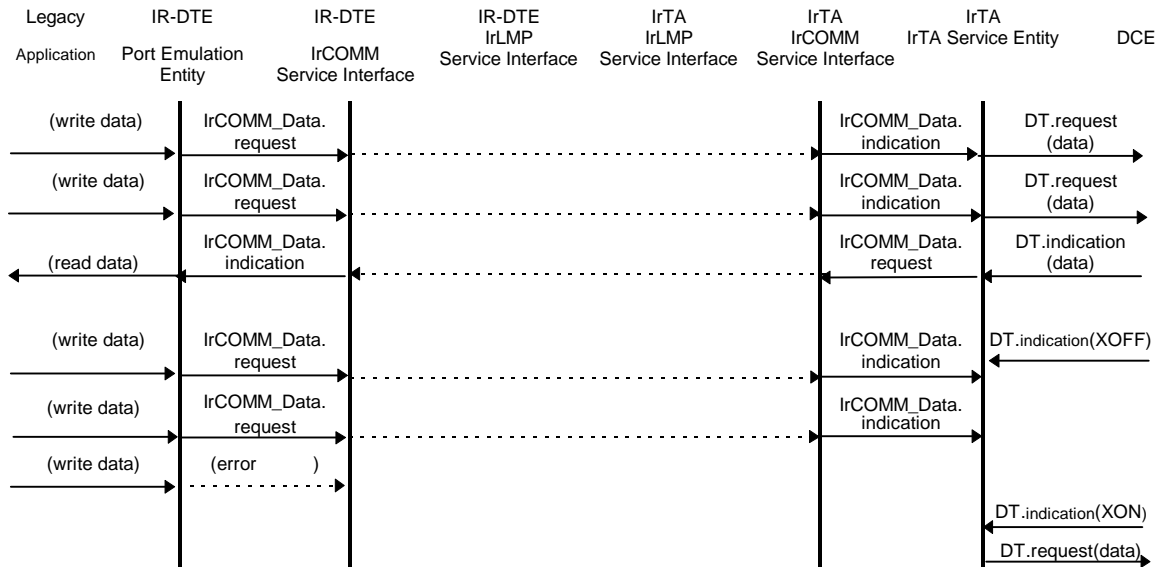 Legacy
Application
IR-DTE
Port Emulation
Entity
IR-DTE
IrCOMM
Service Interface
IR-DTE
IrLMP
Service Interface
IrTA
IrLMP
Service Interface
IrTA
IrCOMM
Service Interface
IrTA
IrTA Service Entity
DCE
(write data)
IrCOMM_Data.
request
IrCOMM_Data.
indication
DT.request
(data)
(write data)
IrCOMM_Data.
request
IrCOMM_Data.
indication
DT.request
(data)
(read data)
IrCOMM_Data.
indication
IrCOMM_Data.
request
DT.indication
(data)
(write data)
IrCOMM_Data.
request
IrCOMM_Data.
indication
DT.indication(XOFF)
(write data)
IrCOMM_Data.
request
IrCOMM_Data.
indication
(write data)
(error )
DT.indication(XON)
DT.request(data)